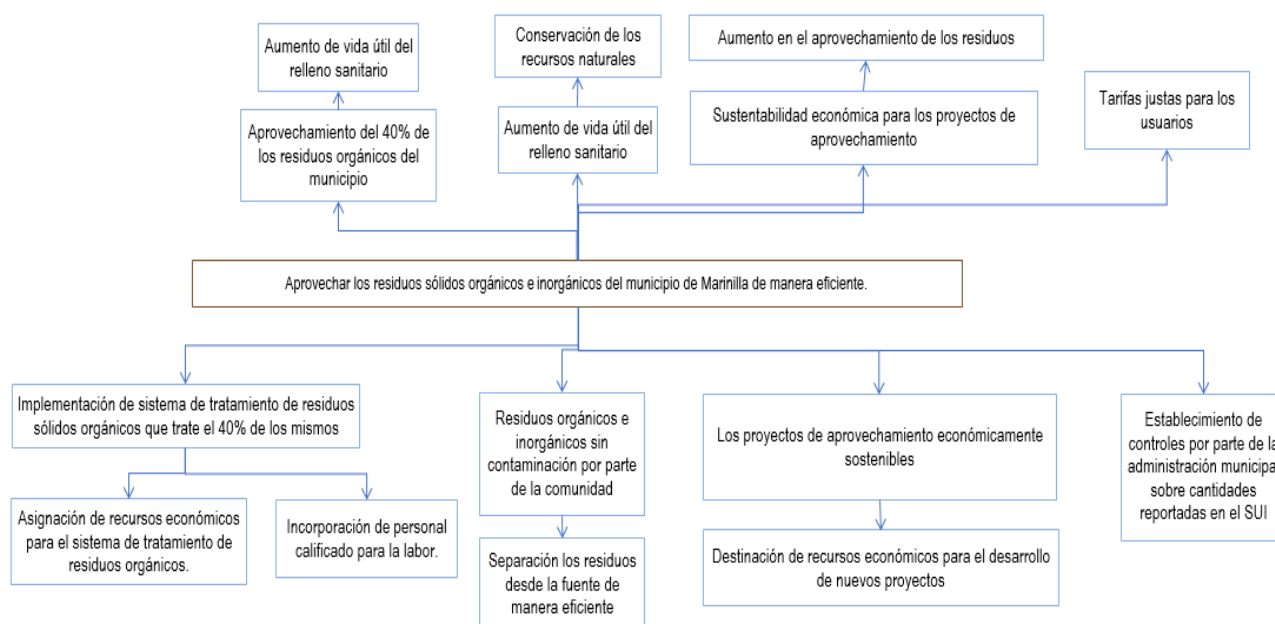 Aumento de vida útil del
relleno sanitario
Conservación de los
recursos naturales
Aumento en el aprovechamiento de los residuos
Aprovechamiento del 40% de
los residuos orgánicos del
municipio
Aumento de vida útil del
relleno sanitario
Sustentabilidad económica para los proyectos de
aprovechamiento
Tarifas justas para los
usuarios
Aprovechar los residuos sólidos orgánicos e inorgánicos del municipio de Marinilla de manera eficiente.
Implementación de sistema de tratamiento de residuos
sólidos orgánicos que trate el 40% de los mismos
Residuos orgánicos e
inorgánicos sin
contaminación por parte
de la comunidad
Los proyectos de aprovechamiento económicamente
sostenibles
Establecimiento de
controles por parte de la
administración municipa
sobre cantidades
reportadas en el SUI
Asignación de recursos económicos
para el sistema de tratamiento de
residuos orgánicos.
Incorporación de personal
calificado para la labor.
Separación los residuos
desde la fuente de
manera eficiente
Destinación de recursos económicos para el desarrollo
de nuevos proyectos